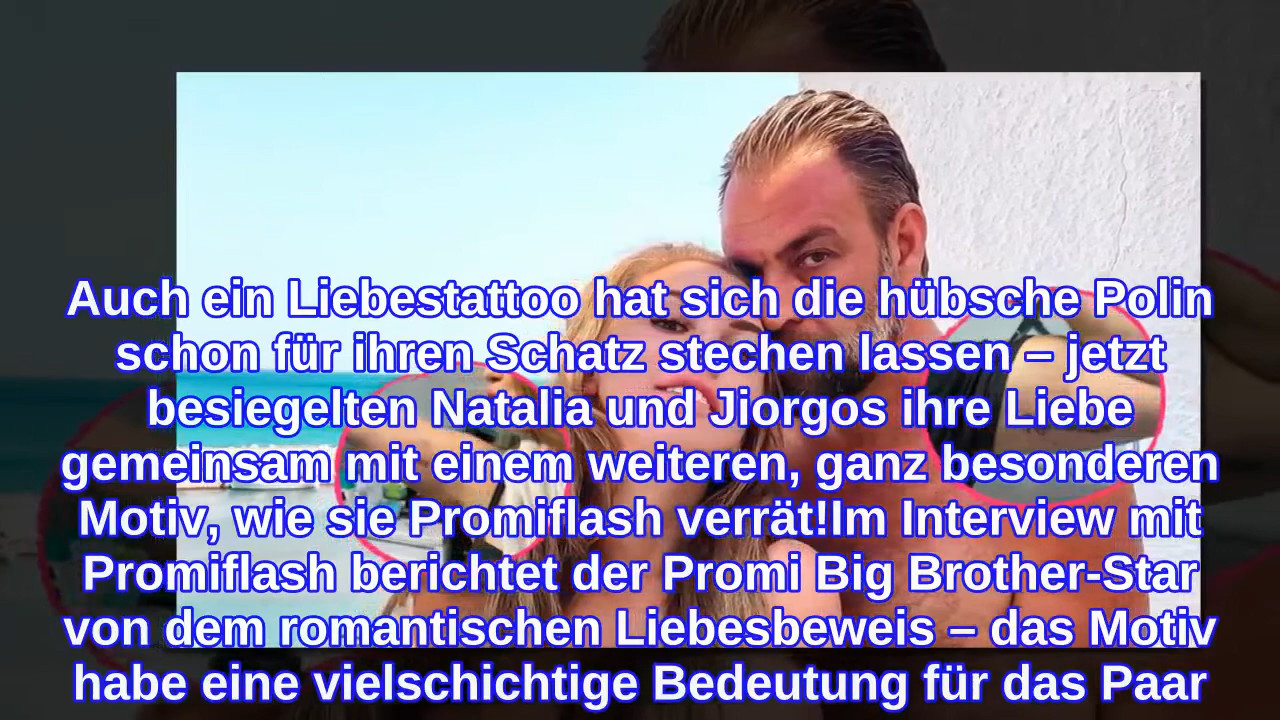 Auch ein Liebestattoo hat sich die hübsche Polin
schon für ihren Schatz stechen lassen – jetzt
besiegelten Natalia und Jiorgos ihre Liebe
gemeinsam mit einem weiteren, ganz besonderen
Motiv, wie sie Promiflash verrät!Im Interview mit
Promiflash berichtet der Promi Big Brother-Star
von dem romantischen Liebesbeweis – das Motiv
habe eine vielschichtige Bedeutung für das Paar